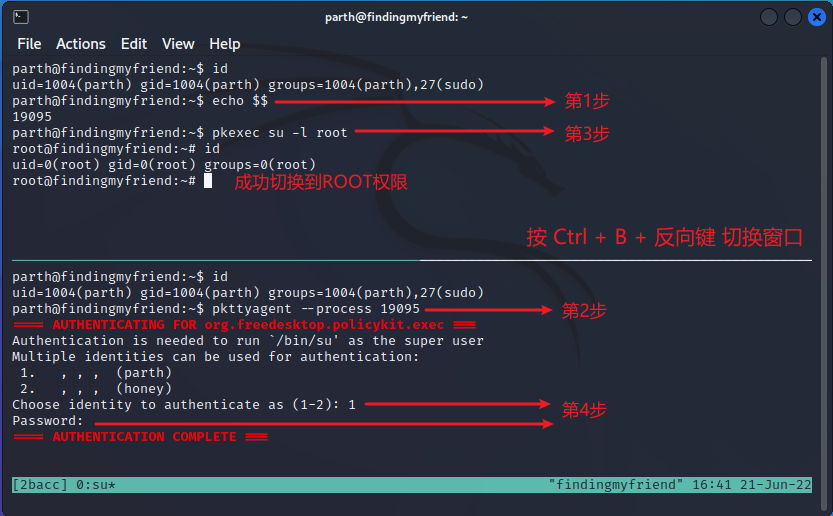 parth@findingmyfriend: ~
File Actions Edit View Help
parth@findingmyfriend:~$ id
uid=1004(parth) gid=1004(parth) groups=1004(parth),27(sudo)
parth@findingmyfriend:~$ echo $$ 第1步
19095
parth@findingmyfriend:~$ pkexec su -l root 第3步
root@findingmyfriend:~# id
uid=0(root) gid=0(root) groups=0(root)
root@findingmyfriend:~# 成功切换到ROOT权限
按 Ctrl + B + 反向键 切换窗口
parth@findingmyfriend:~$ id
uid=1004(parth) gid=1004(parth) groups=1004(parth),27(sudo)
parth@findingmyfriend:~$ pkttyagent --process 19095 第2步
==== AUTHENTICATING FOR org.freedesktop.policykit.exec ===
Authentication is needed to run `/bin/su' as the super user
Multiple identities can be used for authentication:
1. , , , (parth)
2. , , , (honey)
Choose identity to authenticate as (1-2): 1
第4步
Password:
==== AUTHENTICATION COMPLETE ===
[2bacc] 0:su* "findingmyfriend" 16:41 21-Jun-22